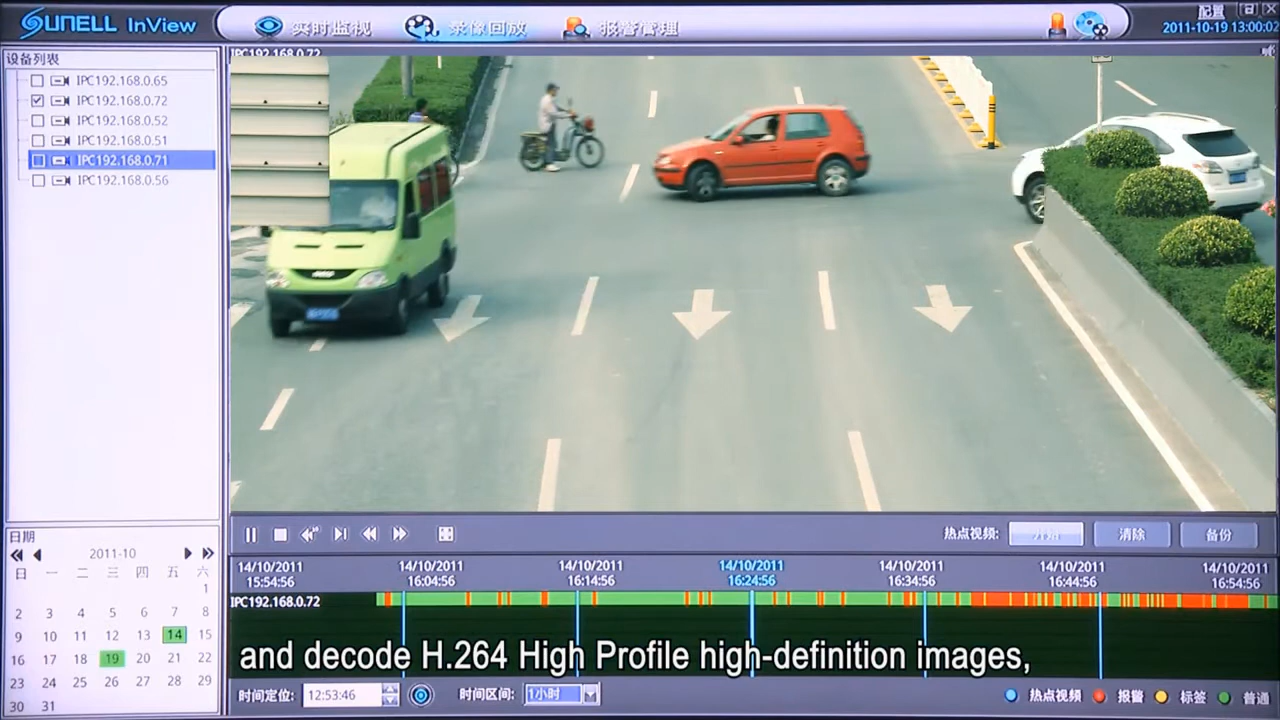 SUNELL InView
实时监视
录像回放
报警管理
配置
2011-10-19 13:00:02
设备列表
IPC192.168.0.72
IPC192.168.0.65
IPC192.168.0.72
IPC192.168.0.52
IPC192.168.0.51
IPC192.168.0.71
IPC192.168.0.56
日期
2011-10
日 一 二 三 四 五 六
1
2 3 4 5 6 7 8
9 10 11 12 13 14 15
16 17 18 19 20 21 22
23 24 25 26 27 28 29
30 31
热点视频: 开始 清除 备份
14/10/2011 14/10/2011 14/10/2011 14/10/2011 14/10/2011 14/10/2011 14/10/2011
15:54:56 16:04:56 16:14:56 16:24:56 16:34:56 16:44:56 16:54:56
IPC192.168.0.72
and decode H.264 High Profile high-definition images,
时间定位: 12:53:46 时间区间: 1小时
热点视频 报警 标签 普通